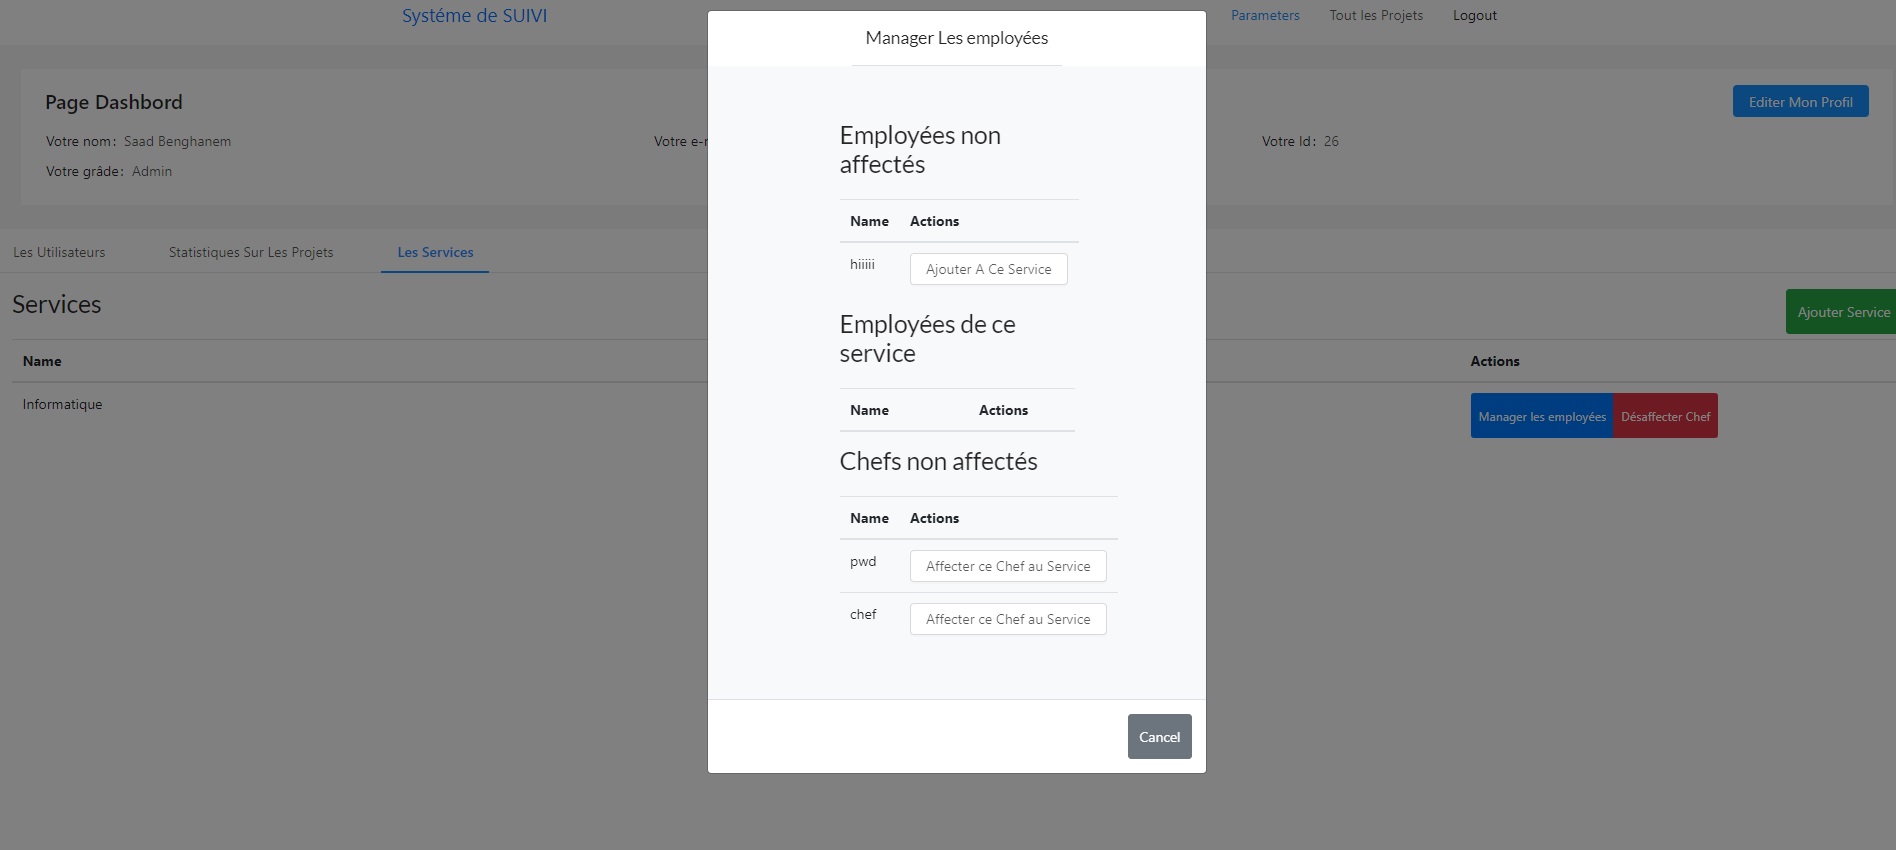 Systéme de SUIVI
Parameters
Tout les Projets
Logout
Manager Les employées
Page Dashbord
Editer Mon Profil
Votre nom: Saad Benghanem
Votre Id: 26
Votre grâde: Admin
Les Utilisateurs
Statistiques Sur Les Projets
Les Services
Services
Ajouter Service
Name
Actions
Informatique
Manager les employées
Désaffecter Chef
Employées non
affectés
Name Actions
hiiiii Ajouter A Ce Service
Employées de ce
service
Name Actions
Chefs non affectés
Name Actions
pwd Affecter ce Chef au Service
chef Affecter ce Chef au Service
Cancel